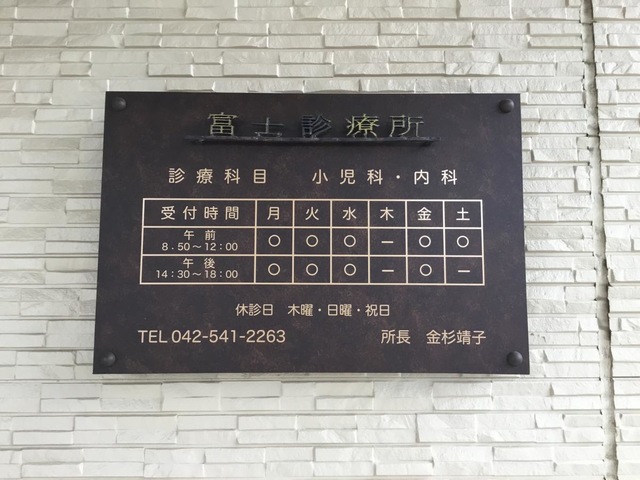 富士診療所
診療科目 小児科・内科
受付時間 月 火 水 木 金 土
午前 8.50～12:00 ○ ○ ○ ー ○ ○
午後 14:30～18:00 ○ ○ ○ ー ○ ー
休診日 木曜・日曜・祝日
TEL 042-541-2263 所長 金杉靖子